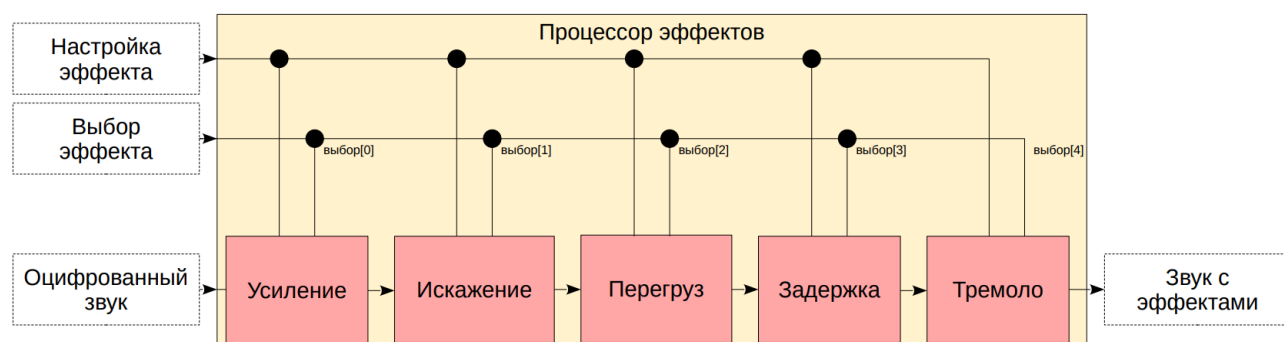 Процессор эффектов
Настройка
эффекта
Выбор
эффекта
выбор[0]
выбор[1]
выбор[2]
выбор[3]
выбор[4]
Оцифрованный
звук
Усиление
Искажение
Перегруз
Задержка
Тремоло
Звук с
эффектами